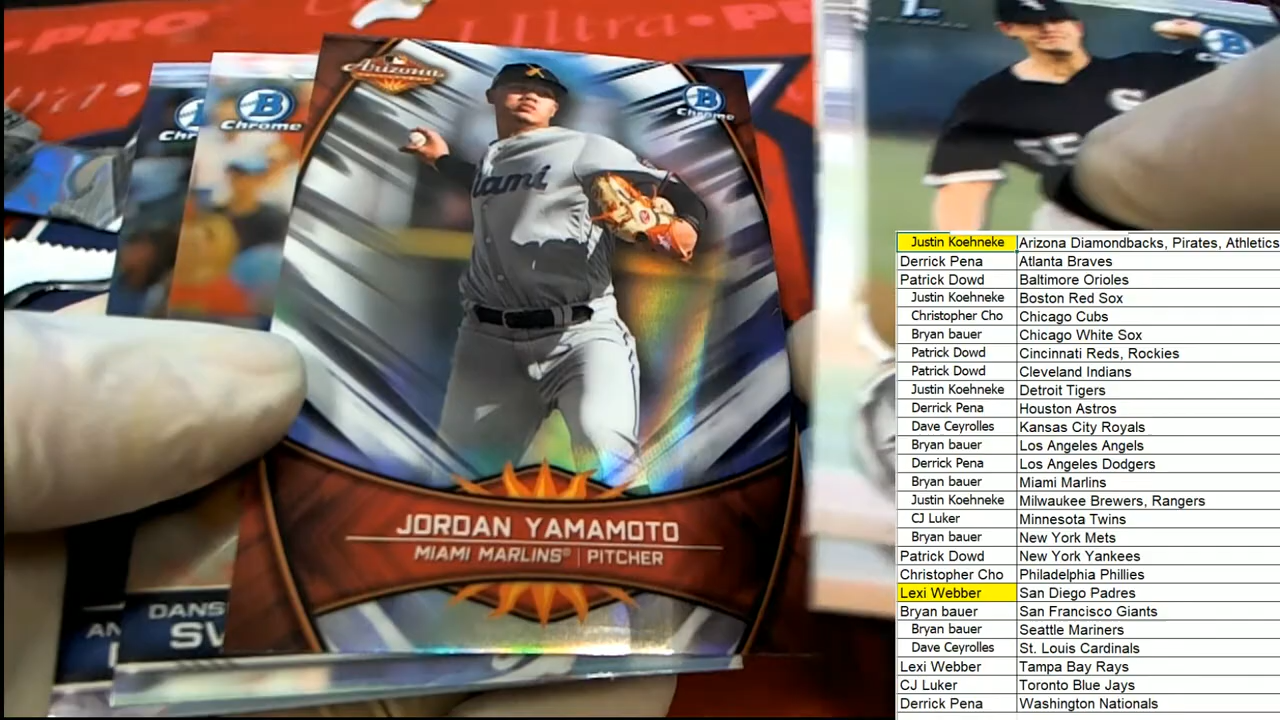 PRO
Ultra • P
Ultra •
Arizona
B
Chrome
B
Chrome
Chr
1ST
B
S
55
iami
JORDAN YAMAMOTO
MIAMI MARLINS® | PITCHER
DANS
SW
AN
Justin Koehneke Arizona Diamondbacks, Pirates, Athletics
Derrick Pena Atlanta Braves
Patrick Dowd Baltimore Orioles
Justin Koehneke Boston Red Sox
Christopher Cho Chicago Cubs
Bryan bauer Chicago White Sox
Patrick Dowd Cincinnati Reds, Rockies
Patrick Dowd Cleveland Indians
Justin Koehneke Detroit Tigers
Derrick Pena Houston Astros
Dave Ceyrolles Kansas City Royals
Bryan bauer Los Angeles Angels
Derrick Pena Los Angeles Dodgers
Bryan bauer Miami Marlins
Justin Koehneke Milwaukee Brewers, Rangers
CJ Luker Minnesota Twins
Bryan bauer New York Mets
Patrick Dowd New York Yankees
Christopher Cho Philadelphia Phillies
Lexi Webber San Diego Padres
Bryan bauer San Francisco Giants
Bryan bauer Seattle Mariners
Dave Ceyrolles St. Louis Cardinals
Lexi Webber Tampa Bay Rays
CJ Luker Toronto Blue Jays
Derrick Pena Washington Nationals